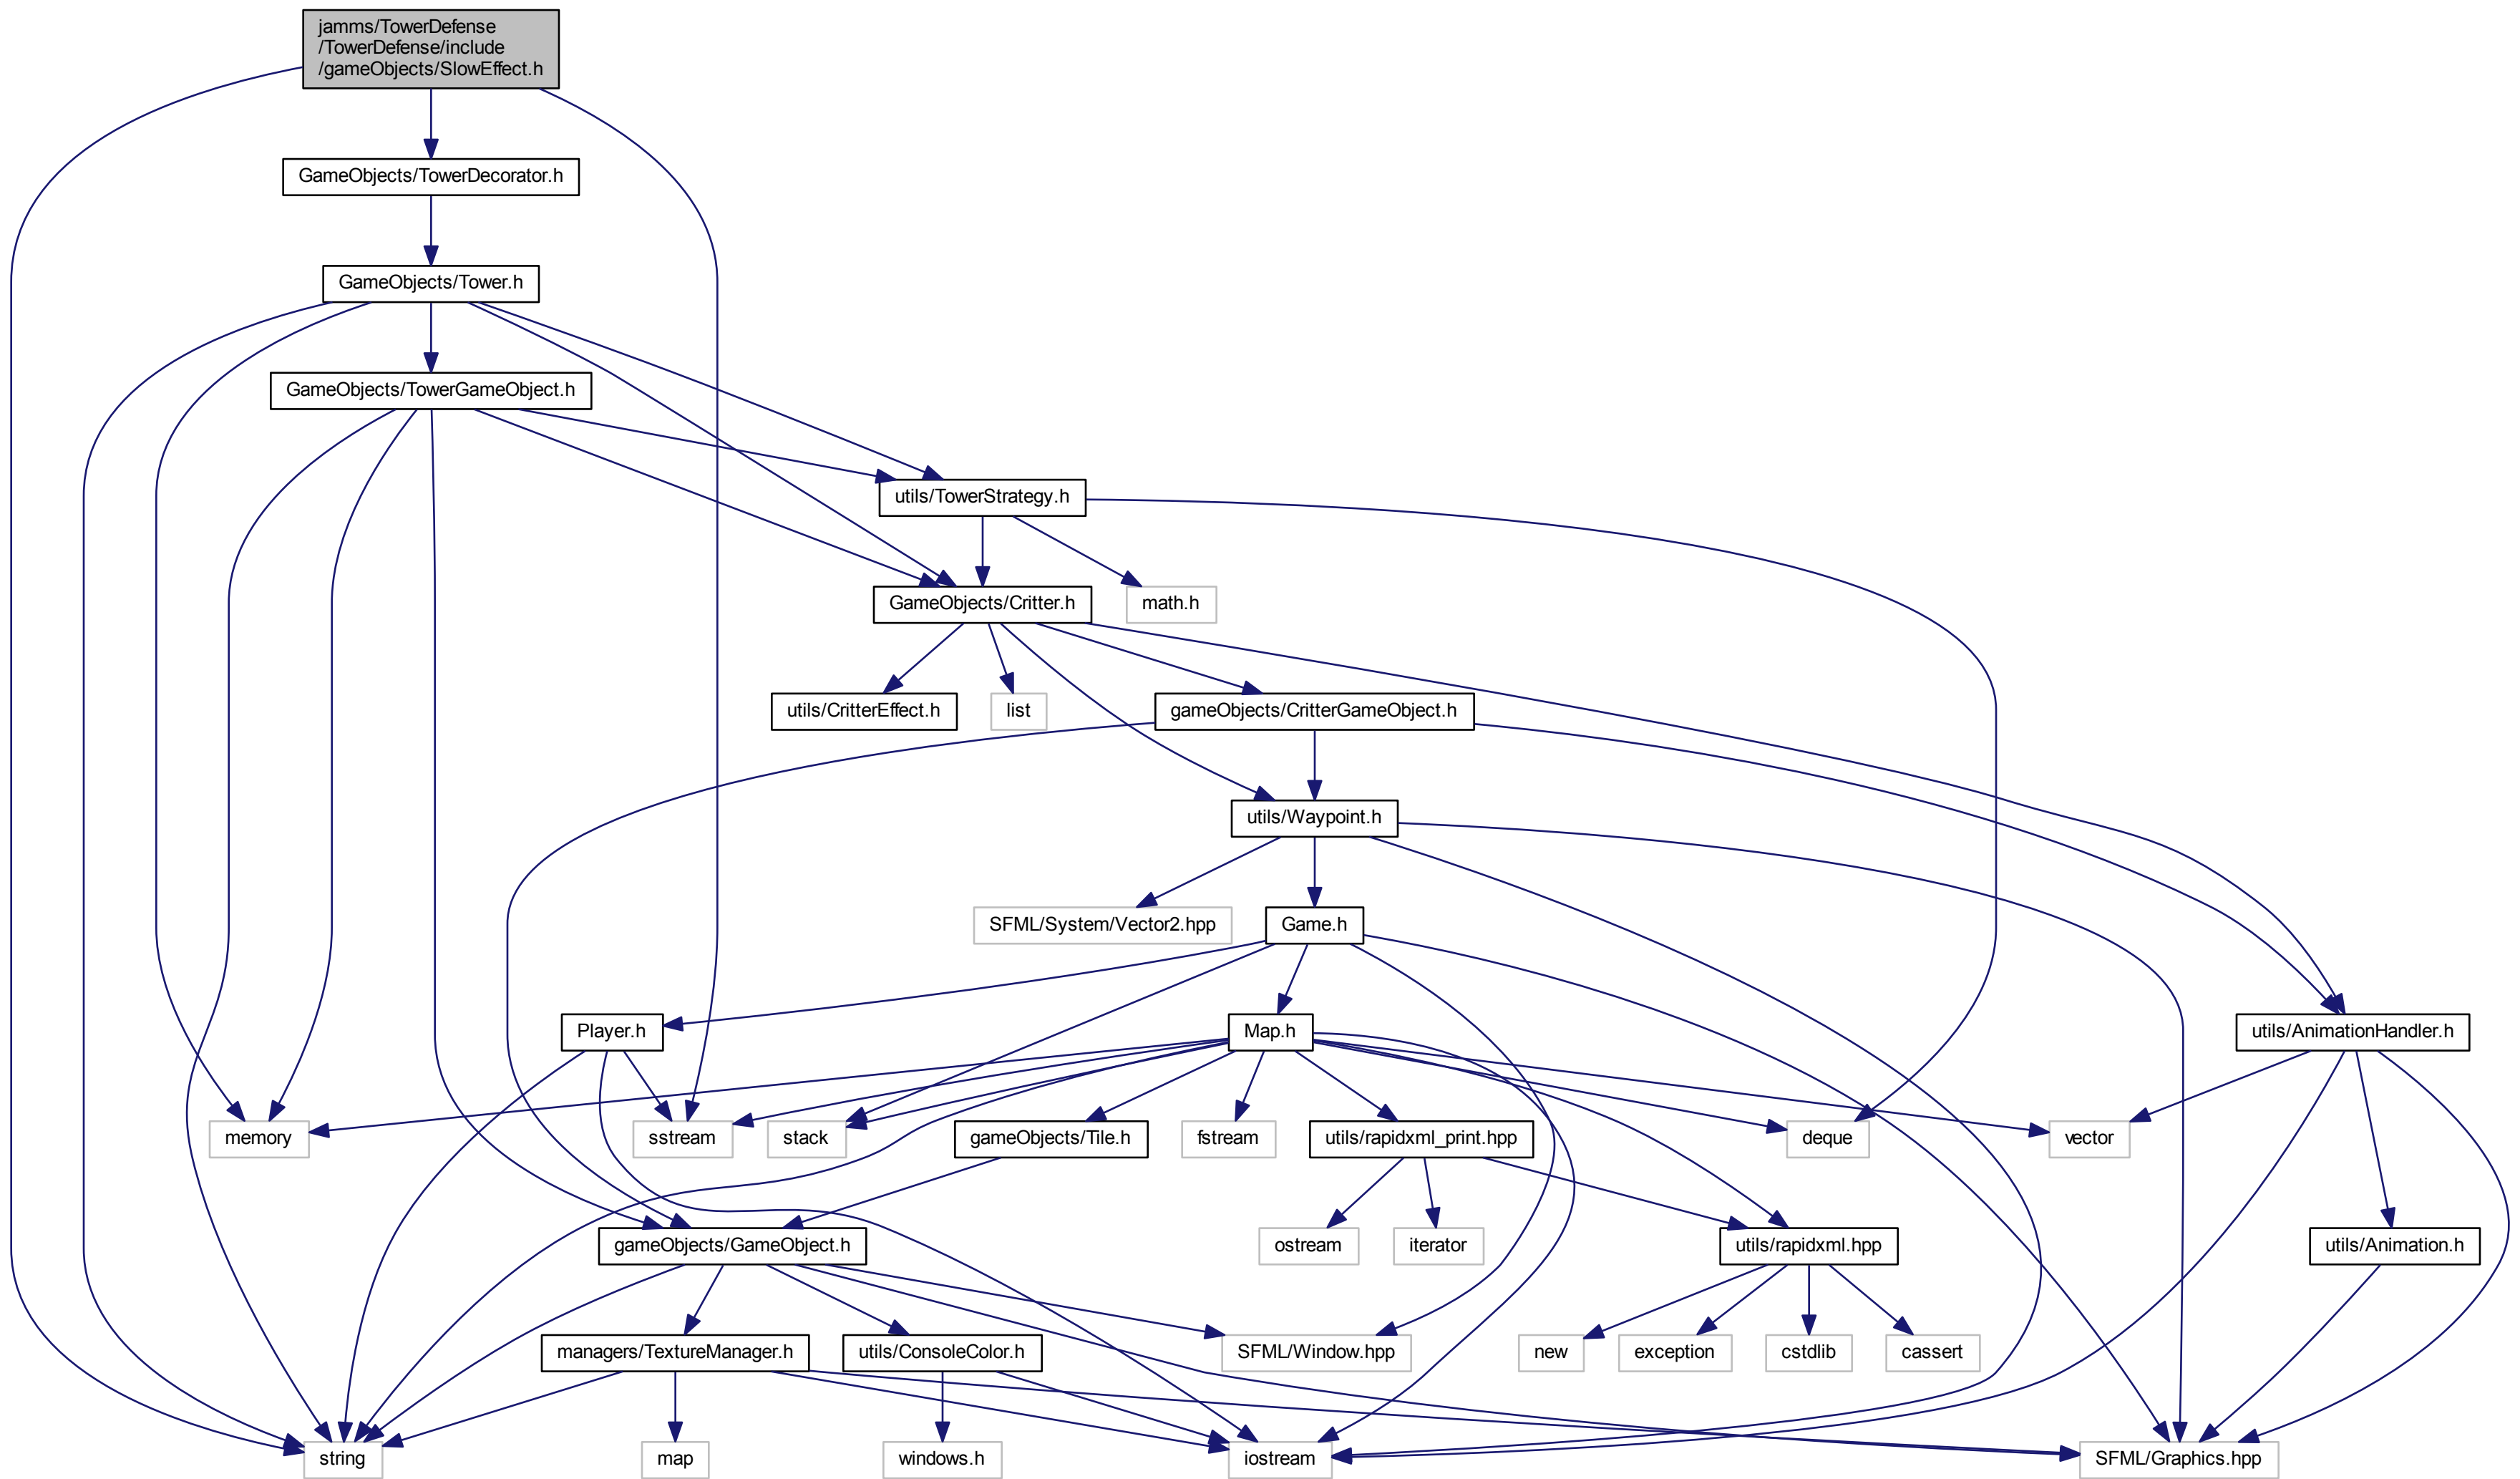 jamms/TowerDefense
/TowerDefense/include
/gameObjects/SlowEffect.h
GameObjects/TowerDecorator.h
GameObjects/Tower.h
GameObjects/TowerGameObject.h
utils/TowerStrategy.h
GameObjects/Critter.h
math.h
utils/CritterEffect.h
list
gameObjects/CritterGameObject.h
utils/Waypoint.h
SFML/System/Vector2.hpp
Game.h
Player.h
Map.h
utils/AnimationHandler.h
memory
sstream
stack
gameObjects/Tile.h
fstream
utils/rapidxml_print.hpp
deque
vector
gameObjects/GameObject.h
ostream
iterator
utils/rapidxml.hpp
utils/Animation.h
managers/TextureManager.h
utils/ConsoleColor.h
SFML/Window.hpp
new
exception
cstdlib
cassert
string
map
windows.h
iostream
SFML/Graphics.hpp